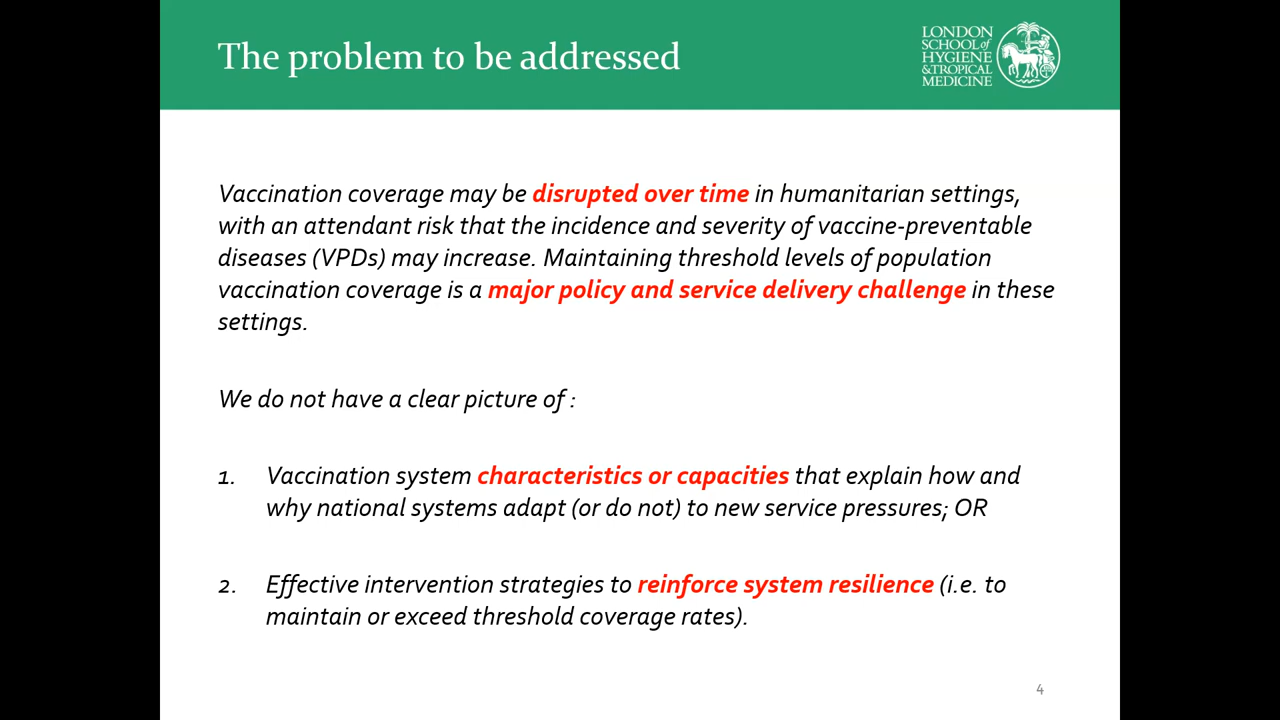 The problem to be addressed
LONDON
SCHOOL of
HYGIENE
& TROPICAL
MEDICINE
Vaccination coverage may be disrupted over time in humanitarian settings,
with an attendant risk that the incidence and severity of vaccine-preventable
diseases (VPDs) may increase. Maintaining threshold levels of population
vaccination coverage is a major policy and service delivery challenge in these
settings.
We do not have a clear picture of :
1. Vaccination system characteristics or capacities that explain how and
why national systems adapt (or do not) to new service pressures; OR
2. Effective intervention strategies to reinforce system resilience (i.e. to
maintain or exceed threshold coverage rates).
4